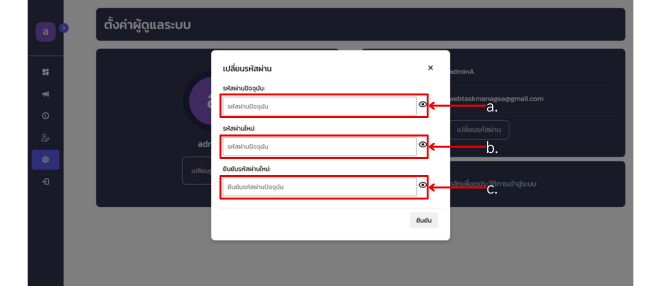 a
ตั้งค่าผู้ดูแลระบบ
เปลี่ยนรหัสผ่าน ×
adminA
รหัสผ่านปัจจุบัน:
รหัสผ่านปัจจุบัน
a.
webtaskmanagea@gmail.com
รหัสผ่านใหม่:
รหัสผ่านปัจจุบัน
b.
เปลี่ยนรหัสผ่าน
adm
ยืนยันรหัสผ่านใหม่:
ยืนยันรหัสผ่านปัจจุบัน
c.
เปลี่ยน
คลิกเพื่อดูประวัติการเข้าสู่ระบบ
ยืนยัน